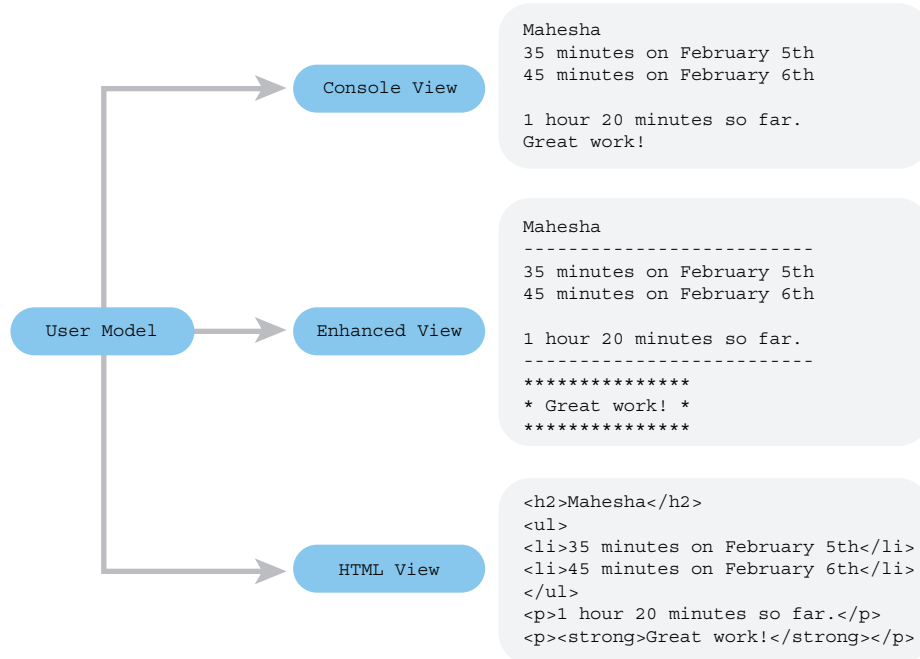 Mahesha
35 minutes on February 5th
45 minutes on February 6th
Console View
1 hour 20 minutes so far.
Great work!
Mahesha
--------------------------
35 minutes on February 5th
45 minutes on February 6th
User Model
Enhanced View
1 hour 20 minutes so far.
--------------------------
***************
* Great work! *
***************
<h2>Mahesha</h2>
<ul>
<li>35 minutes on February 5th</li>
<li>45 minutes on February 6th</li>
HTML View
</ul>
<p>1 hour 20 minutes so far.</p>
<p><strong>Great work!</strong></p>